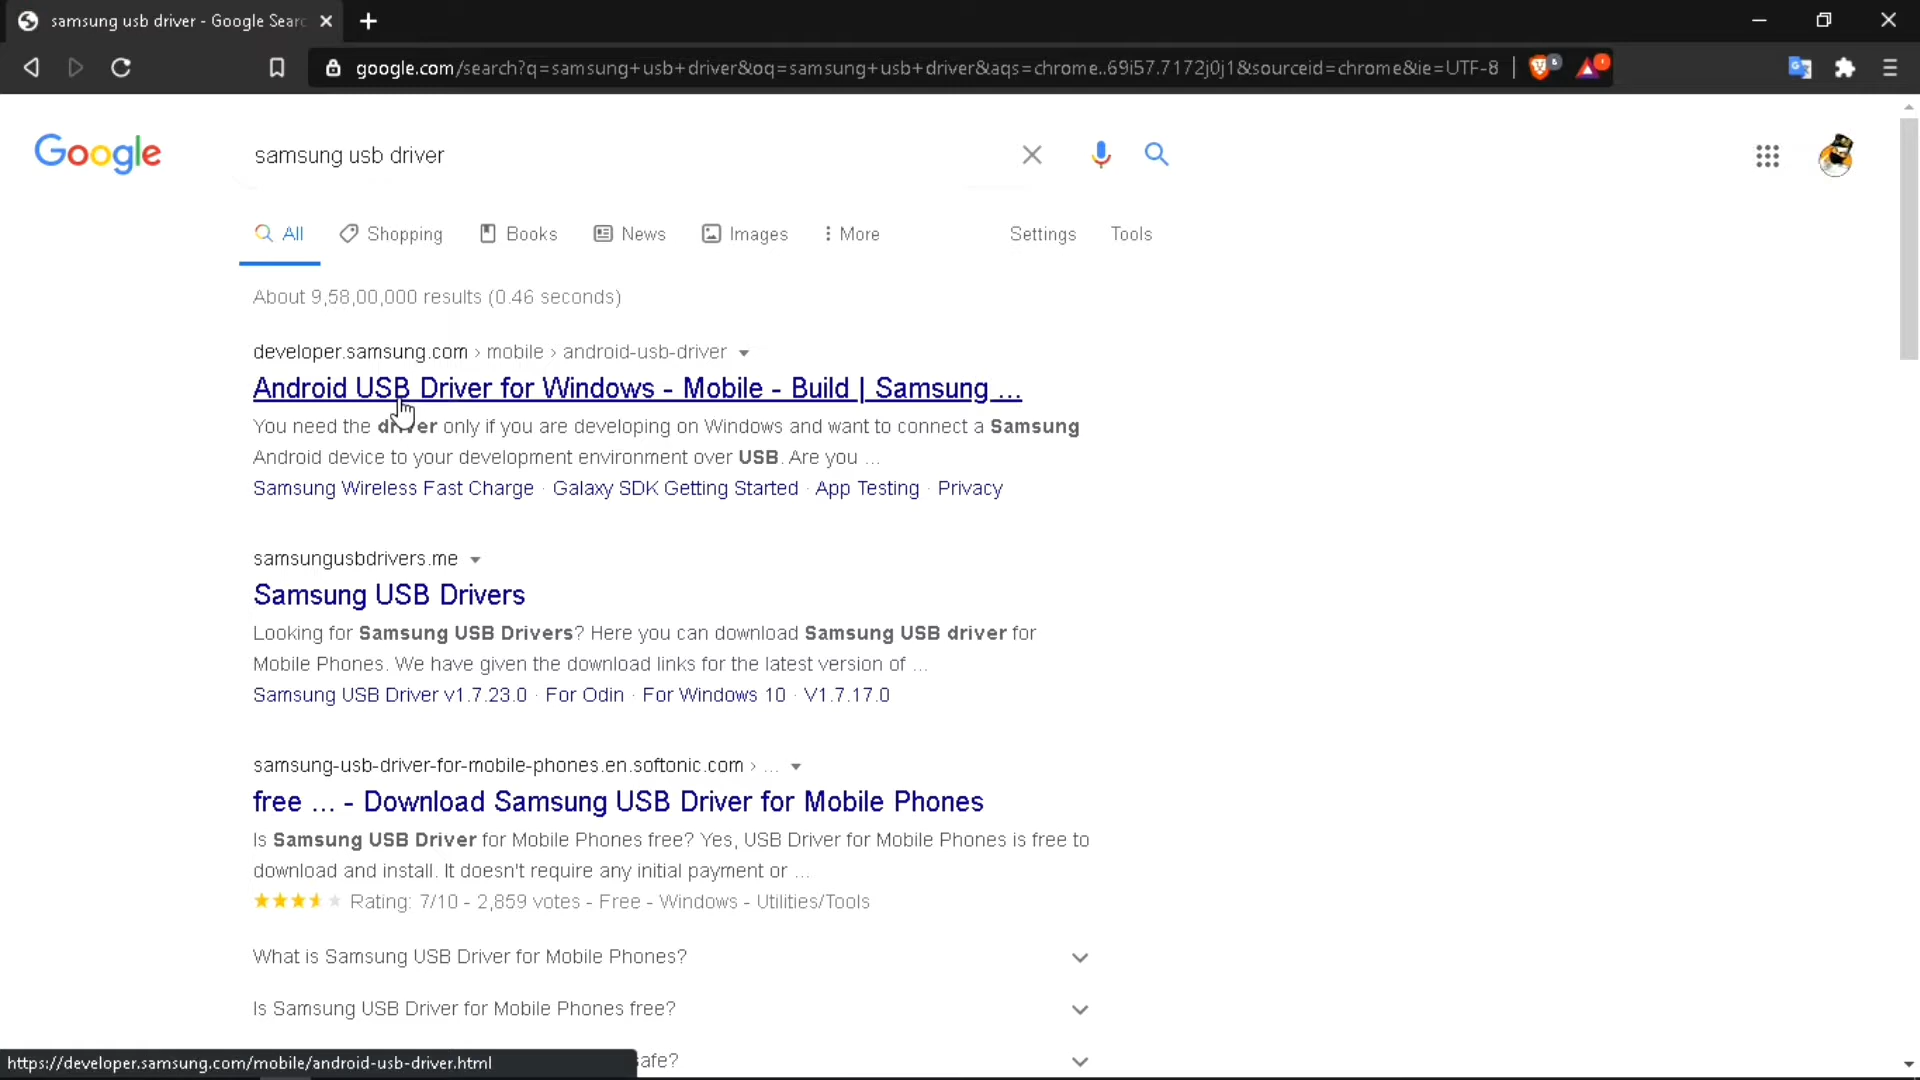 samsung usb driver - Google Searc
google.com/search?q=samsung+usb+driver&oq=samsung+usb+driver&aqs=chrome..69i57.7172j0j1&sourceid=chrome&ie=UTF-8
Google
samsung usb driver
All Shopping Books News Images More Settings Tools
About 9,58,00,000 results (0.46 seconds)
developer.samsung.com › mobile › android-usb-driver
Android USB Driver for Windows - Mobile - Build | Samsung ...
You need the driver only if you are developing on Windows and want to connect a Samsung
Android device to your development environment over USB. Are you ...
Samsung Wireless Fast Charge · Galaxy SDK Getting Started · App Testing · Privacy
samsungusbdrivers.me
Samsung USB Drivers
Looking for Samsung USB Drivers? Here you can download Samsung USB driver for
Mobile Phones. We have given the download links for the latest version of ...
Samsung USB Driver v1.7.23.0 · For Odin · For Windows 10 · V1.7.17.0
samsung-usb-driver-for-mobile-phones.en.softonic.com › ...
free ... - Download Samsung USB Driver for Mobile Phones
Is Samsung USB Driver for Mobile Phones free? Yes, USB Driver for Mobile Phones is free to
download and install. It doesn't require any initial payment or ...
Rating: 7/10 - 2,859 votes - Free - Windows - Utilities/Tools
What is Samsung USB Driver for Mobile Phones?
Is Samsung USB Driver for Mobile Phones free?
safe?
https://developer.samsung.com/mobile/android-usb-driver.html